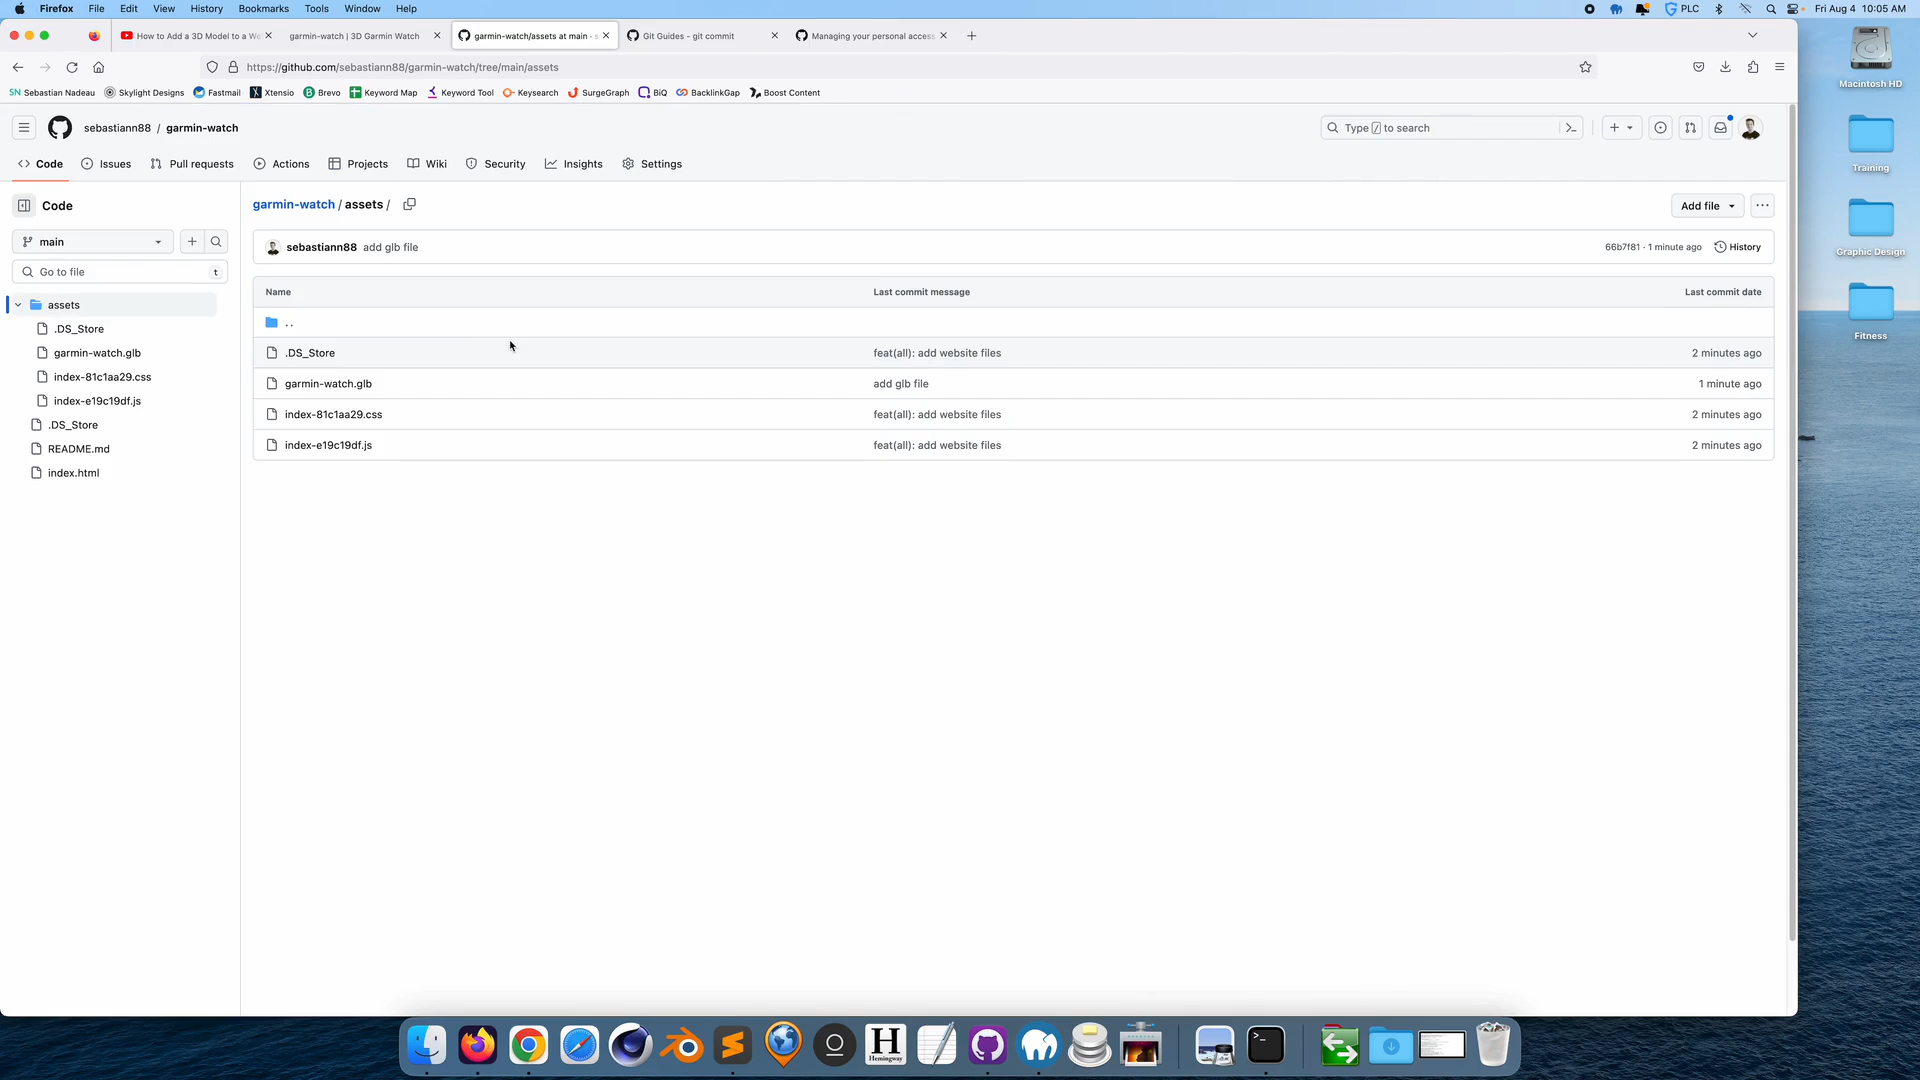 Firefox File Edit View History Bookmarks Tools Window Help
PLC Fri Aug 4 10:05 AM
How to Add a 3D Model to a We
garmin-watch | 3D Garmin Watch
garmin-watch/assets at main · s
Git Guides - git commit
Managing your personal access
https://github.com/sebastiann88/garmin-watch/tree/main/assets
SN Sebastian Nadeau Skylight Designs Fastmail Xtensio Brevo Keyword Map Keyword Tool Keysearch SurgeGraph BiQ BacklinkGap Boost Content
sebastiann88 / garmin-watch
Type / to search
Code Issues Pull requests Actions Projects Wiki Security Insights Settings
Code
main
Go to file t
assets
.DS_Store
garmin-watch.glb
index-81c1aa29.css
index-e19c19df.js
.DS_Store
README.md
index.html
garmin-watch / assets /
Add file
sebastiann88 add glb file 66b7f81 · 1 minute ago History
Name Last commit message Last commit date
..
.DS_Store feat(all): add website files 2 minutes ago
garmin-watch.glb add glb file 1 minute ago
index-81c1aa29.css feat(all): add website files 2 minutes ago
index-e19c19df.js feat(all): add website files 2 minutes ago
Macintosh HD
Training
Graphic Design
Fitness
H
Hemingway